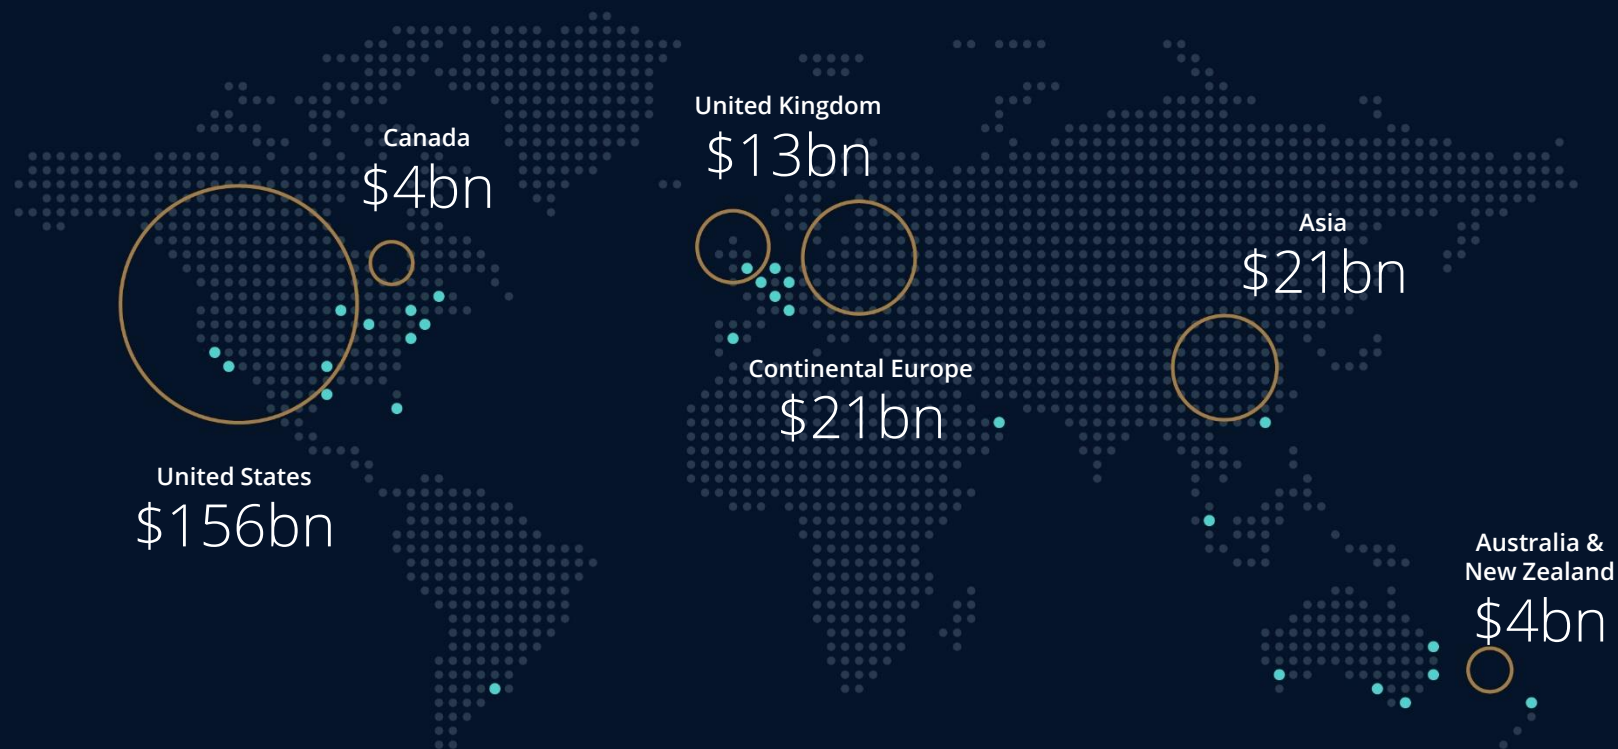 United Kingdom
$13bn
Canada
$4bn
Asia
$21bn
Continental Europe
$21bn
United States
$156bn
Australia &
New Zealand
$4bn